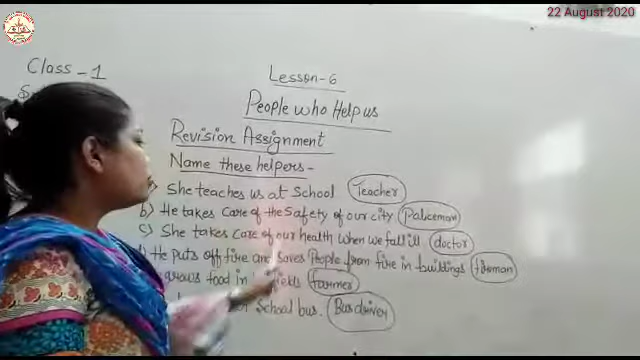 22 August 2020
Class - 1
Lesson - 6
People who Help us
Revision Assignment
Name these helpers -
She teaches us at School Teacher
b) He takes care of the Safety of our city Policeman
c) She takes care of our health when we fall ill doctor
He puts off fire and saves People from fire in buildings fireman
grows food in fields farmer
School bus. Bus driver